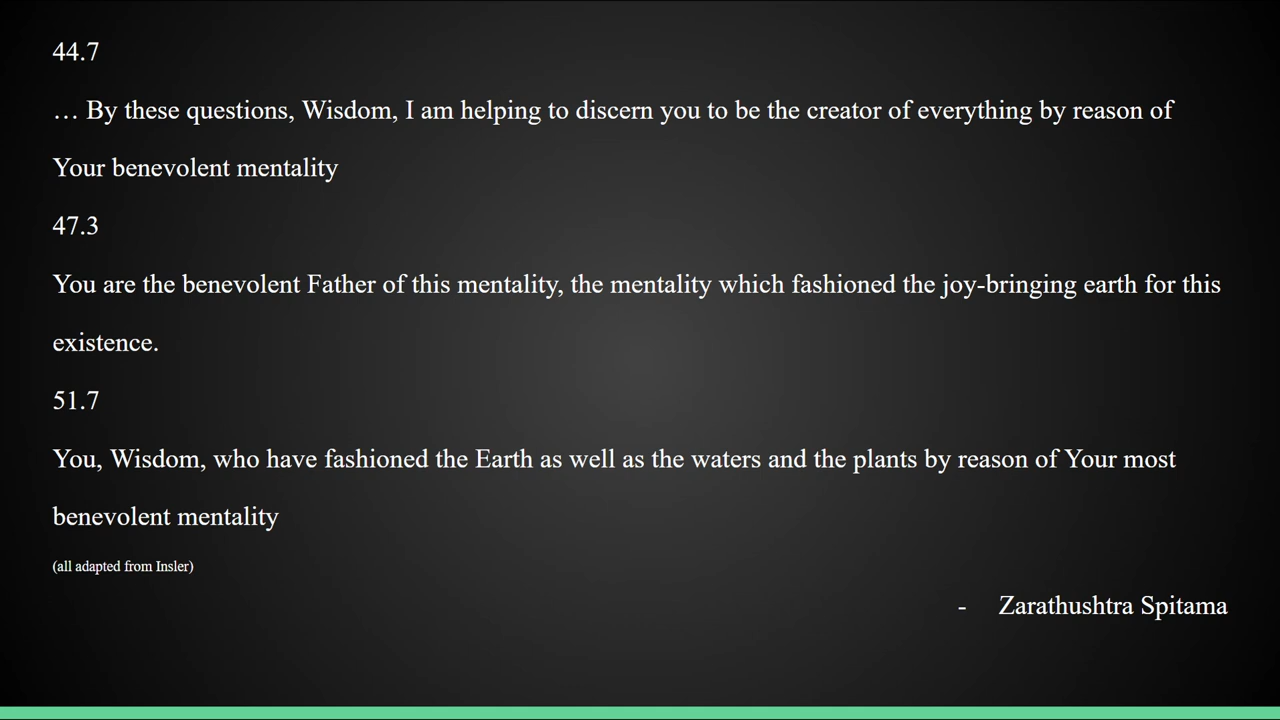 44.7
… By these questions, Wisdom, I am helping to discern you to be the creator of everything by reason of
Your benevolent mentality
47.3
You are the benevolent Father of this mentality, the mentality which fashioned the joy-bringing earth for this
existence.
51.7
You, Wisdom, who have fashioned the Earth as well as the waters and the plants by reason of Your most
benevolent mentality
(all adapted from Insler)
- Zarathushtra Spitama